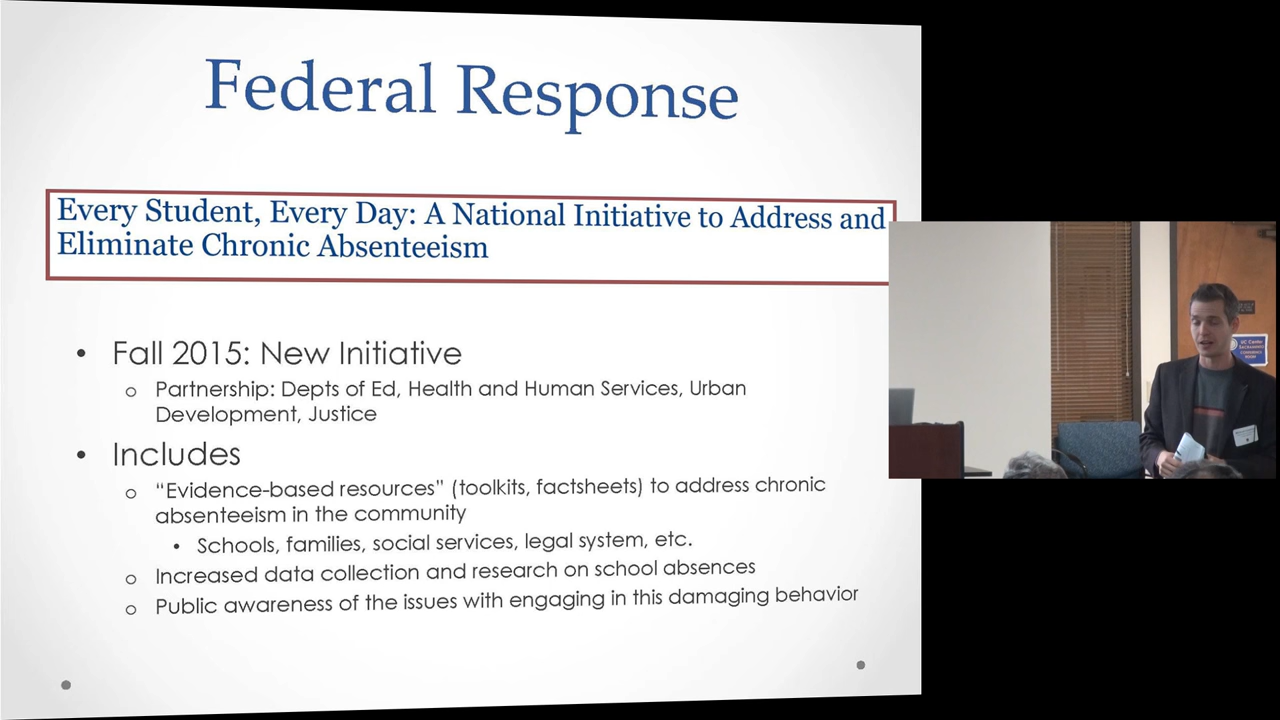 Federal Response
Every Student, Every Day: A National Initiative to Address and
Eliminate Chronic Absenteeism
• Fall 2015: New Initiative
o Partnership: Depts of Ed, Health and Human Services, Urban
Development, Justice
• Includes
o “Evidence-based resources” (toolkits, factsheets) to address chronic
absenteeism in the community
• Schools, families, social services, legal system, etc.
o Increased data collection and research on school absences
o Public awareness of the issues with engaging in this damaging behavior
UC Center
Sacramento